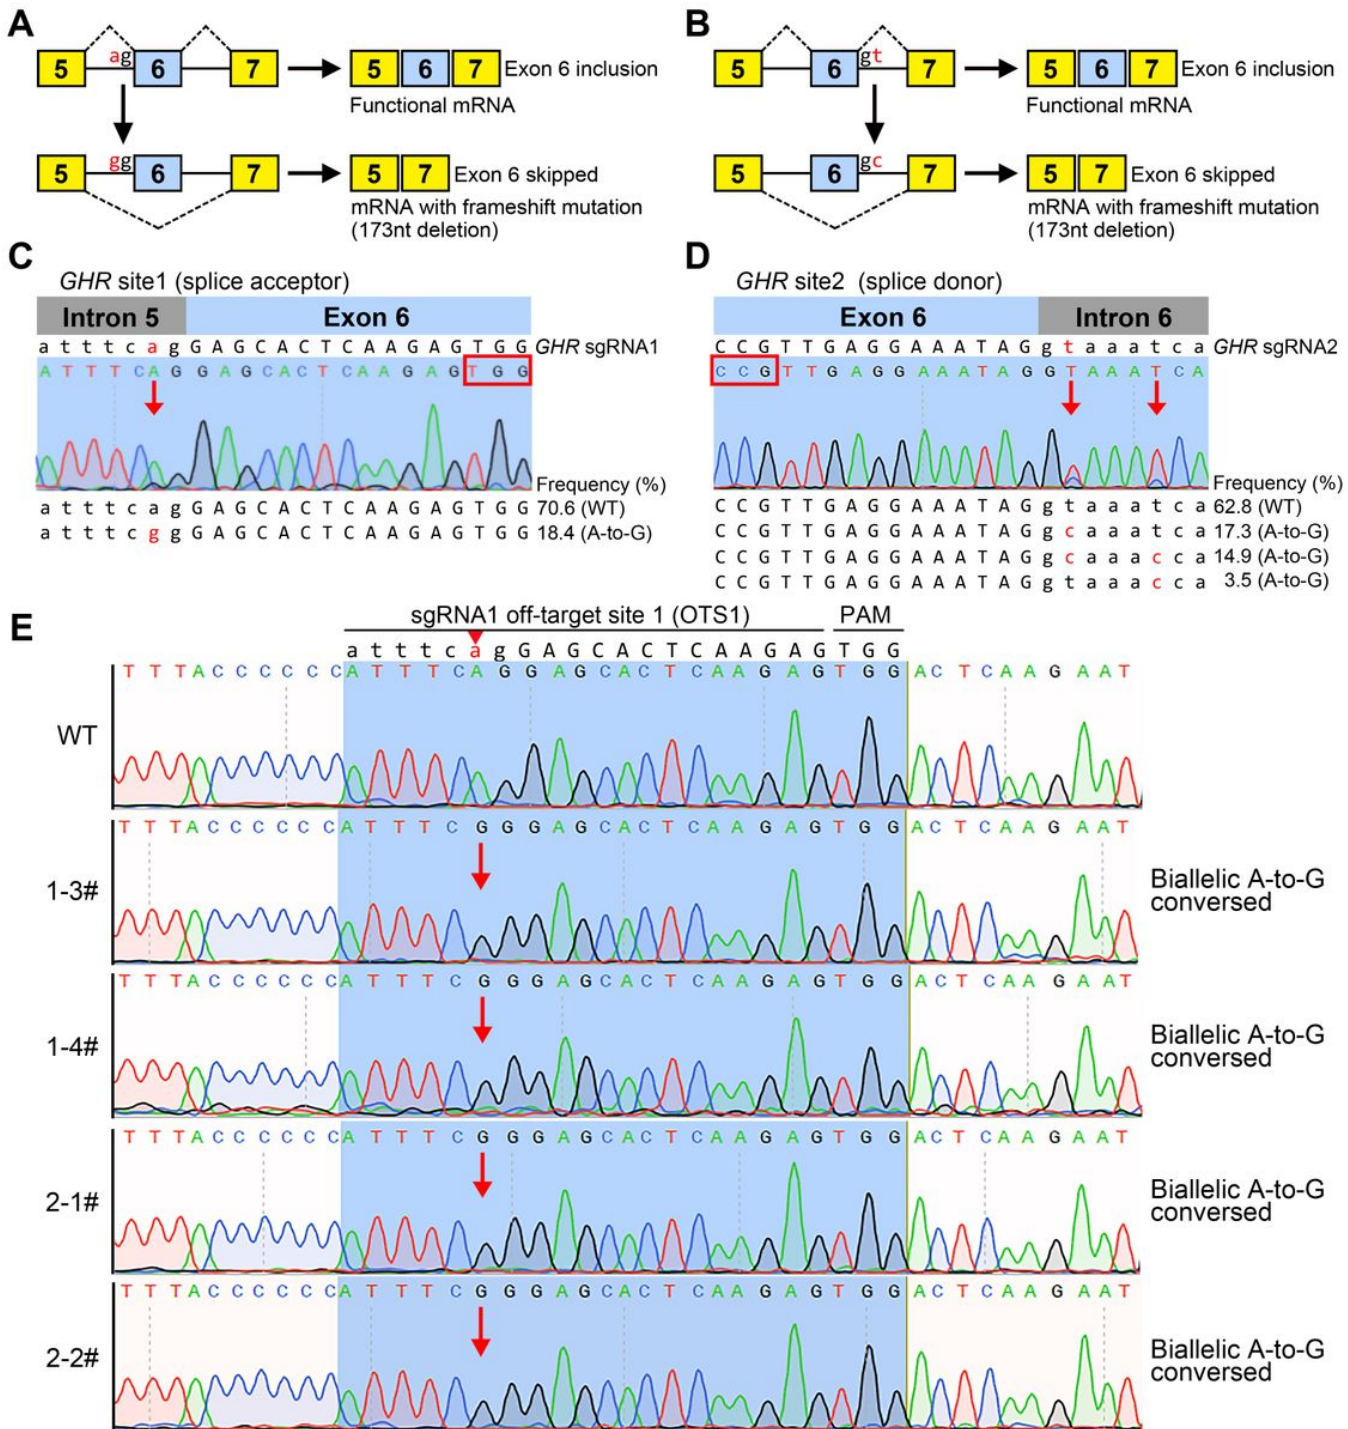 A
5 ag 6 7 5 6 7 Exon 6 inclusion
Functional mRNA
5 gg 6 7 5 7 Exon 6 skipped
mRNA with frameshift mutation
(173nt deletion)
B
5 6 gt 7 5 6 7 Exon 6 inclusion
Functional mRNA
5 6 gc 7 5 7 Exon 6 skipped
mRNA with frameshift mutation
(173nt deletion)
C
GHR site1 (splice acceptor)
Intron 5 Exon 6
a t t t c a g G A G C A C T C A A G A G T G G GHR sgRNA1
A T T T C A G G A G C A C T C A A G A G T G G
Frequency (%)
a t t t c a g G A G C A C T C A A G A G T G G 70.6 (WT)
a t t t c g g G A G C A C T C A A G A G T G G 18.4 (A-to-G)
D
GHR site2 (splice donor)
Exon 6 Intron 6
C C G T T G A G G A A A T A G g t a a a t c a GHR sgRNA2
C C G T T G A G G A A A T A G G T A A A T C A
Frequency (%)
C C G T T G A G G A A A T A G g t a a a t c a 62.8 (WT)
C C G T T G A G G A A A T A G g c a a a t c a 17.3 (A-to-G)
C C G T T G A G G A A A T A G g c a a a c c a 14.9 (A-to-G)
C C G T T G A G G A A A T A G g t a a a c c a 3.5 (A-to-G)
E
sgRNA1 off-target site 1 (OTS1) PAM
a t t t c a g G A G C A C T C A A G A G T G G
T T T A C C C C C C A T T T C A G G A G C A C T C A A G A G T G G A C T C A A G A A T
WT
T T T A C C C C C C A T T T C G G G A G C A C T C A A G A G T G G A C T C A A G A A T
1-3#
Biallelic A-to-G
conversed
T T T A C C C C C C A T T T C G G G A G C A C T C A A G A G T G G A C T C A A G A A T
1-4#
Biallelic A-to-G
conversed
T T T A C C C C C C A T T T C G G G A G C A C T C A A G A G T G G A C T C A A G A A T
2-1#
Biallelic A-to-G
conversed
T T T A C C C C C C A T T T C G G G A G C A C T C A A G A G T G G A C T C A A G A A T
2-2#
Biallelic A-to-G
conversed